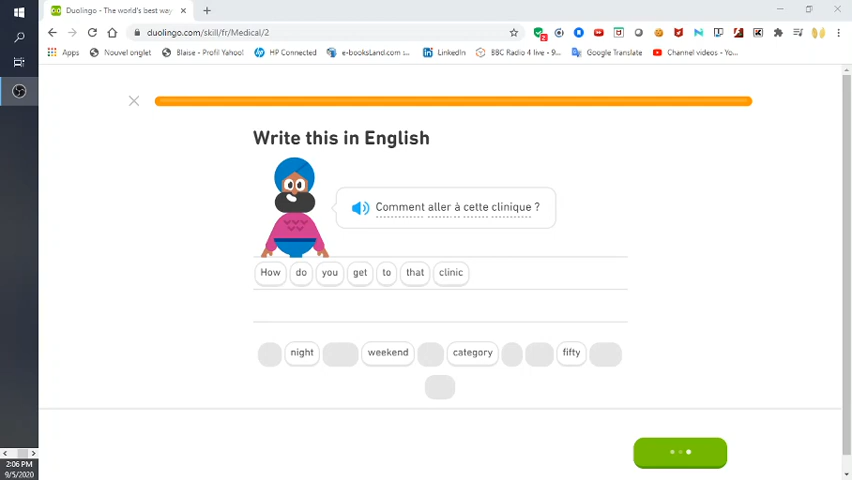 Duolingo - The world's best way
duolingo.com/skill/fr/Medical/2
Apps
Nouvel onglet
Blaise - Profil Yahoo!
HP Connected
e-booksLand.com :...
LinkedIn
BBC Radio 4 live - 9...
Google Translate
Channel videos - Yo...
Write this in English
Comment aller à cette clinique ?
How do you get to that clinic
night weekend category fifty
2:06 PM
9/5/2020